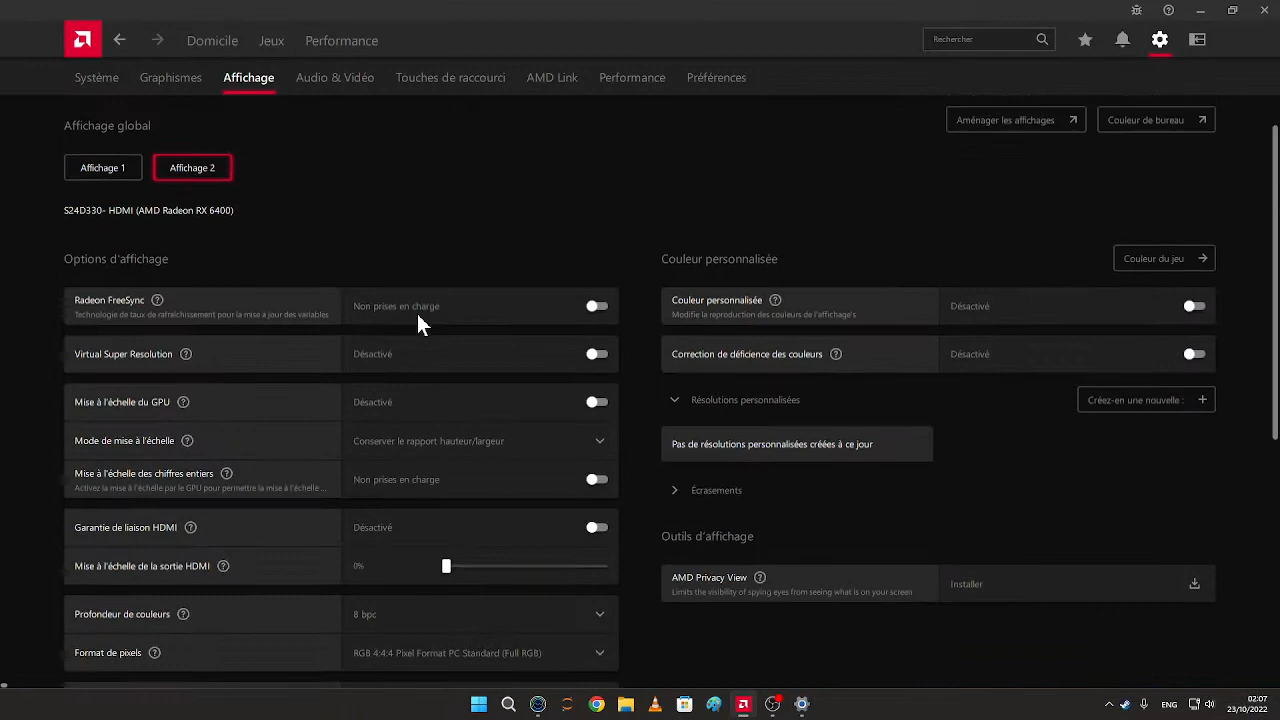 Domicile
Jeux
Performance
Rechercher
Système
Graphismes
Affichage
Audio & Vidéo
Touches de raccourci
AMD Link
Performance
Préférences
Affichage global
Aménager les affichages
Couleur de bureau
Affichage 1
Affichage 2
S24D330- HDMI (AMD Radeon RX 6400)
Options d'affichage
Radeon FreeSync
Technologie de taux de rafraîchissement pour la mise à jour des variables
Non prises en charge
Virtual Super Resolution
Désactivé
Mise à l'échelle du GPU
Désactivé
Mode de mise à l'échelle
Conserver le rapport hauteur/largeur
Mise à l'échelle des chiffres entiers
Activez la mise à l'échelle par le GPU pour permettre la mise à l'échelle ...
Non prises en charge
Garantie de liaison HDMI
Désactivé
Mise à l'échelle de la sortie HDMI
0%
Profondeur de couleurs
8 bpc
Format de pixels
RGB 4:4:4 Pixel Format PC Standard (Full RGB)
Couleur personnalisée
Couleur du jeu
Couleur personnalisée
Modifie la reproduction des couleurs de l'affichage's
Désactivé
Correction de déficience des couleurs
Désactivé
Résolutions personnalisées
Créez-en une nouvelle :
Pas de résolutions personnalisées créées à ce jour
Écrasements
Outils d'affichage
AMD Privacy View
Limits the visibility of spying eyes from seeing what is on your screen
Installer
ENG
02:07
23/10/2022